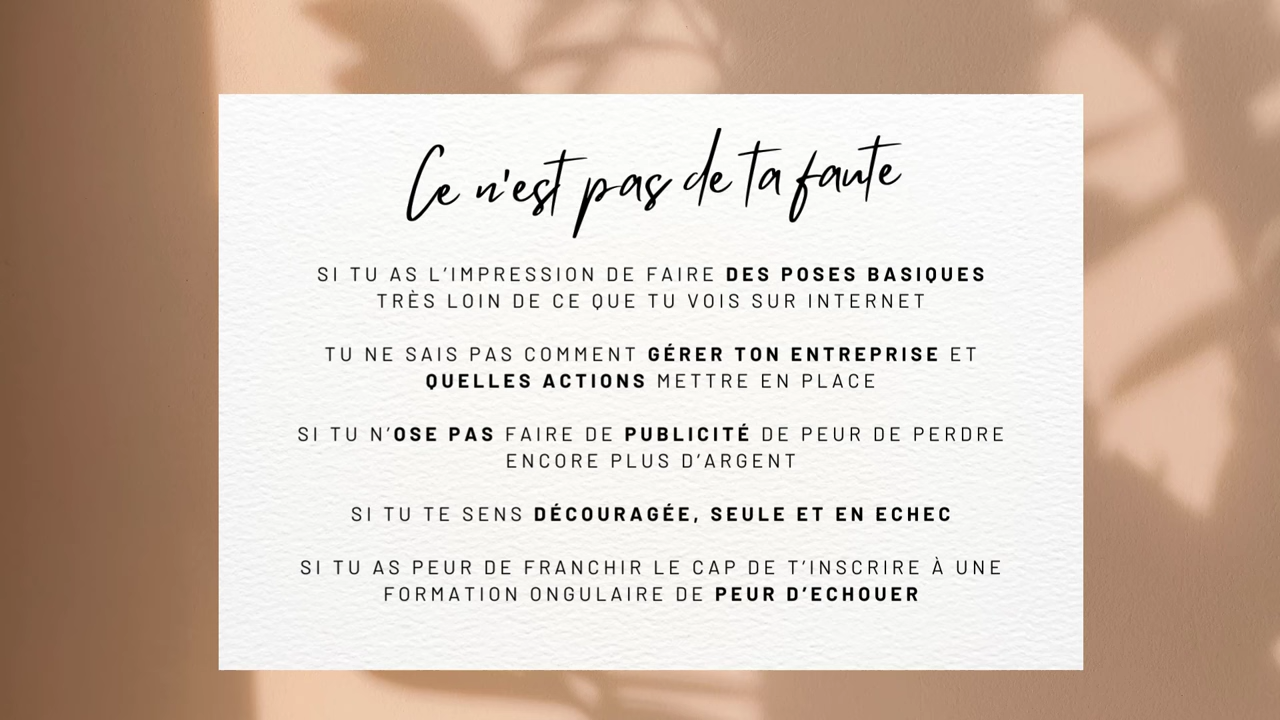 Ce n'est pas de ta faute
SI TU AS L'IMPRESSION DE FAIRE DES POSES BASIQUES
TRÈS LOIN DE CE QUE TU VOIS SUR INTERNET
TU NE SAIS PAS COMMENT GÉRER TON ENTREPRISE ET
QUELLES ACTIONS METTRE EN PLACE
SI TU N'OSE PAS FAIRE DE PUBLICITÉ DE PEUR DE PERDRE
ENCORE PLUS D'ARGENT
SI TU TE SENS DÉCOURAGÉE, SEULE ET EN ECHEC
SI TU AS PEUR DE FRANCHIR LE CAP DE T'INSCRIRE À UNE
FORMATION ONGULAIRE DE PEUR D'ECHOUER